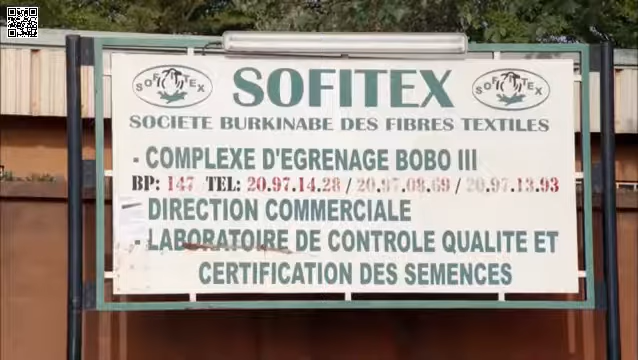 SOFITEX SOFITEX SOFITEX
SOCIETE BURKINABE DES FIBRES TEXTILES
- COMPLEXE D'EGRENAGE BOBO III
BP: 147 TEL: 20.97.14.28 / 20.97.08.69 / 20.97.13.93
DIRECTION COMMERCIALE
- LABORATOIRE DE CONTROLE QUALITE ET
CERTIFICATION DES SEMENCES